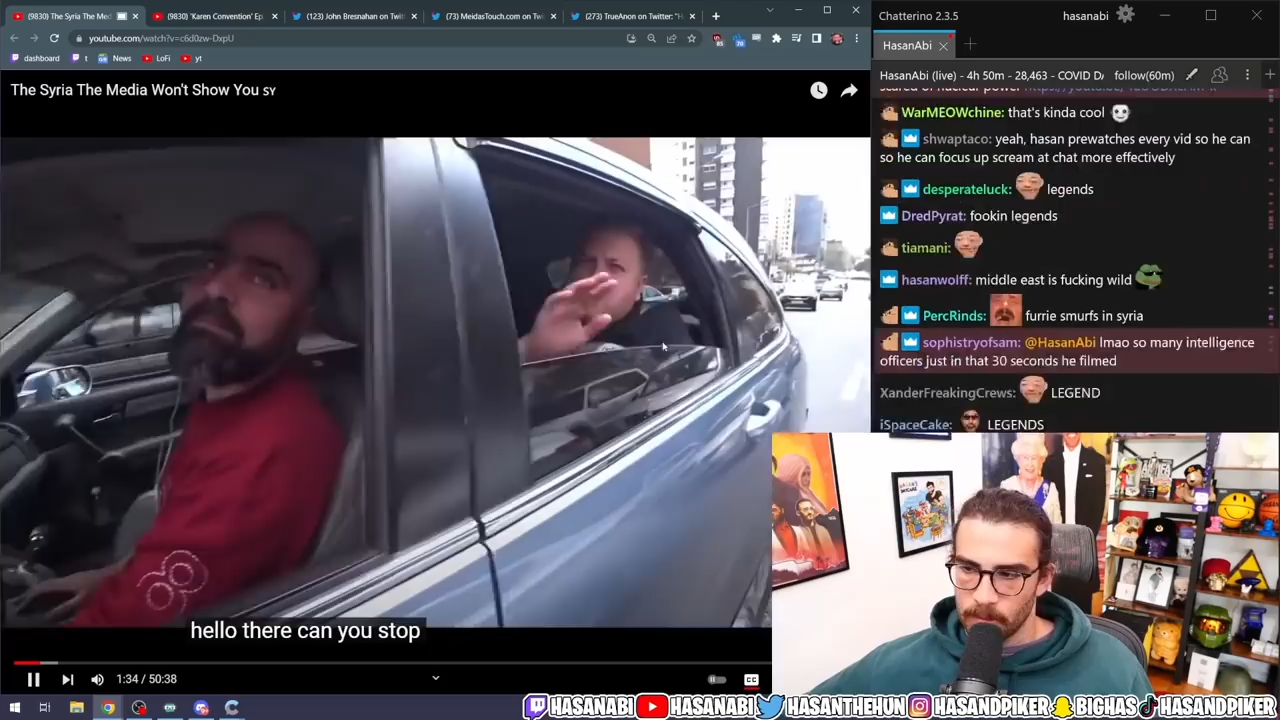 (9830) The Syria The Med
(9830) 'Karen Convention' Ep
(123) John Bresnahan on Twitt
(73) MeidasTouch.com on Twit
(273) TrueAnon on Twitter: "H
youtube.com/watch?v=c6d0zw-DxpU
dashboard
t
News
LoFi
yt
The Syria The Media Won't Show You SY
hello there can you stop
1:34 / 50:38
CC
Chatterino 2.3.5
hasanabi
HasanAbi
HasanAbi (live) - 4h 50m - 28,463 - COVID D
follow(60m)
WarMEOWchine: that's kinda cool
shwaptaco: yeah, hasan prewatches every vid so he can
so he can focus up scream at chat more effectively
desperateluck: legends
DredPyrat: fookin legends
tiamani:
hasanwolff: middle east is fucking wild
PercRinds: furrie smurfs in syria
sophistryofsam: @HasanAbi lmao so many intelligence
officers just in that 30 seconds he filmed
XanderFreakingCrews: LEGEND
iSpaceCake: LEGENDS
HASANABI HASANABI HASANTHEHUN HASANDPIKER BIGHAS HASANDPIKER